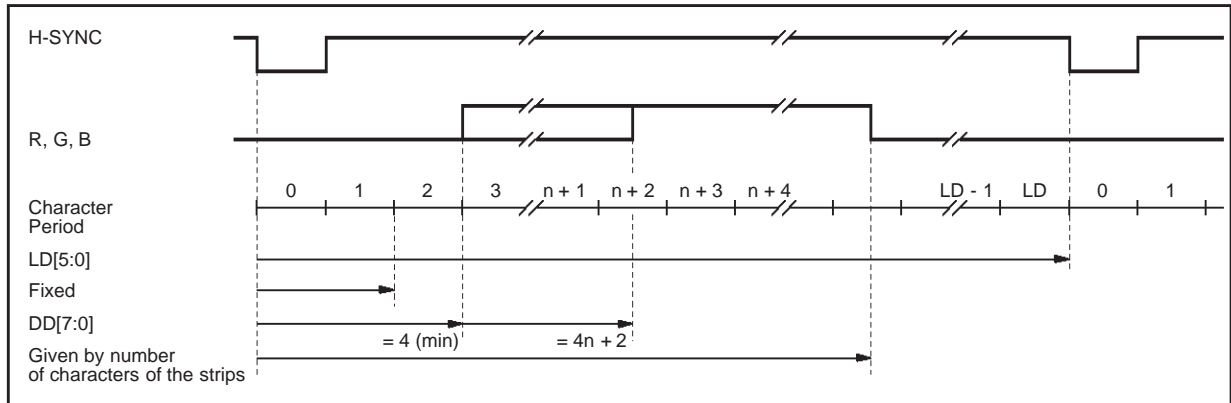 H-SYNC
R, G, B
0 1 2 3 n + 1 n + 2 n + 3 n + 4 LD - 1 LD 0 1
Character
Period
LD[5:0]
Fixed
DD[7:0]
= 4 (min) = 4n + 2
Given by number
of characters of the strips